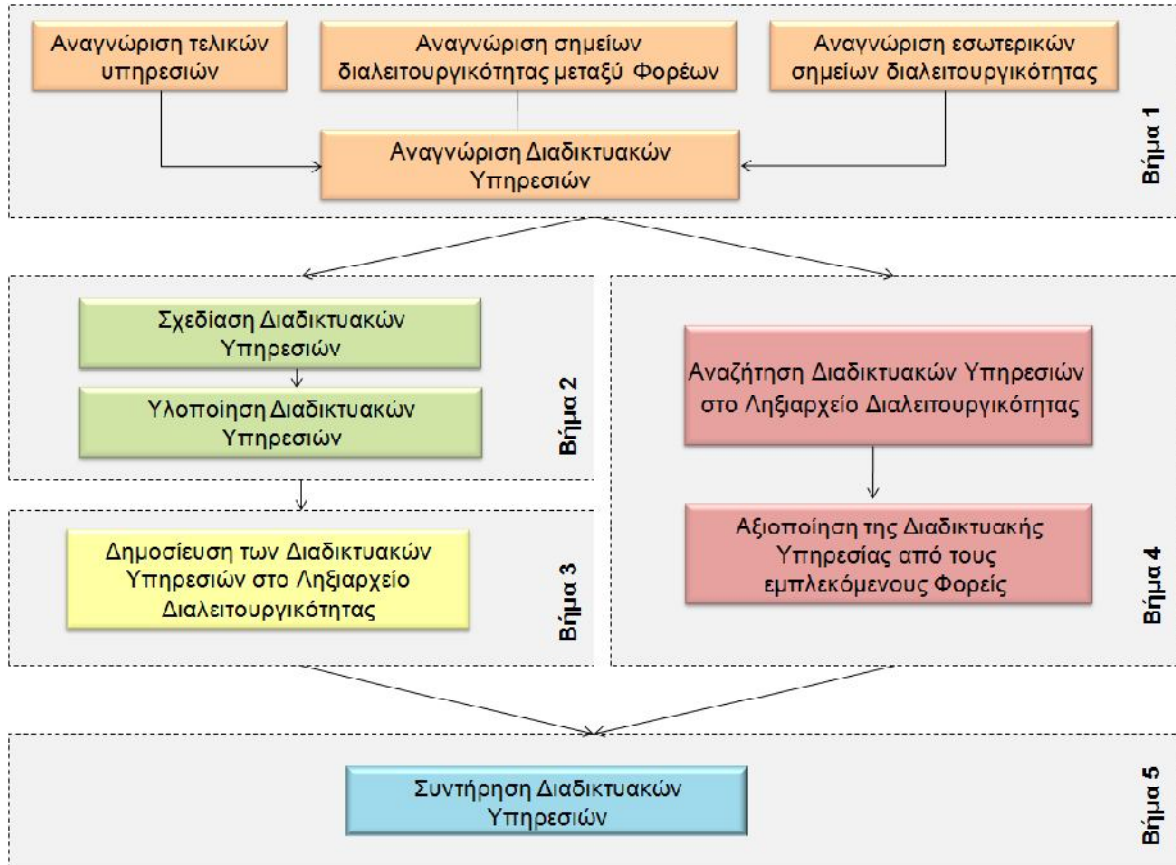 Αναγνώριση τελικών
υπηρεσιών
Αναγνώριση σημείων
διαλειτουργικότητας μεταξύ Φορέων
Αναγνώριση εσωτερικών
σημείων διαλειτουργικότητας
Αναγνώριση Διαδικτυακών
Υπηρεσιών
Βήμα 1
Σχεδίαση Διαδικτυακών
Υπηρεσιών
Υλοποίηση Διαδικτυακών
Υπηρεσιών
Βήμα 2
Δημοσίευση των Διαδικτυακών
Υπηρεσιών στο Ληξιαρχείο
Διαλειτουργικότητας
Βήμα 3
Αναζήτηση Διαδικτυακών Υπηρεσιών
στο Ληξιαρχείο Διαλειτουργικότητας
Αξιοποίηση της Διαδικτυακής
Υπηρεσίας από τους
εμπλεκόμενους Φορείς
Βήμα 4
Συντήρηση Διαδικτυακών
Υπηρεσιών
Βήμα 5